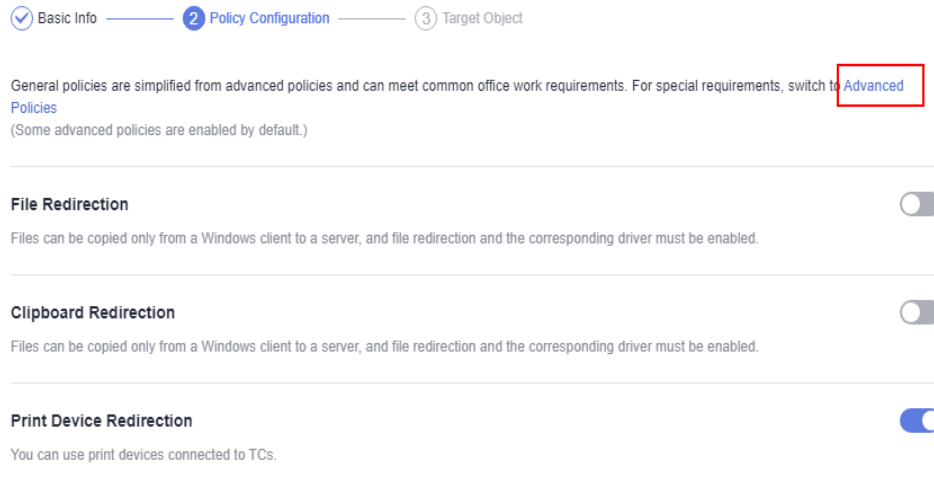 Basic Info 2 Policy Configuration 3 Target Object
General policies are simplified from advanced policies and can meet common office work requirements. For special requirements, switch to Advanced
Policies
(Some advanced policies are enabled by default.)
File Redirection
Files can be copied only from a Windows client to a server, and file redirection and the corresponding driver must be enabled.
Clipboard Redirection
Files can be copied only from a Windows client to a server, and file redirection and the corresponding driver must be enabled.
Print Device Redirection
You can use print devices connected to TCs.